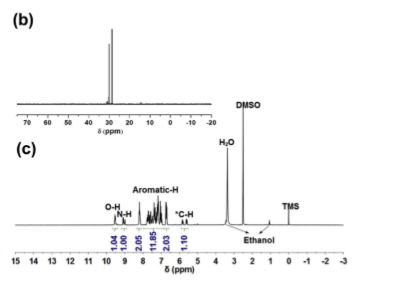 (b)
75 70 60 50 40 30 20 10 0 -10 -20
δ (ppm)
(c)
DMSO
H₂O
Aromatic-H
O-H
N-H
*C-H
TMS
Ethanol
1.04 1.00 2.05 11.85 2.03 1.10
15 14 13 12 11 10 9 8 7 6 5 4 3 2 1 0 -1 -2 -3
δ (ppm)